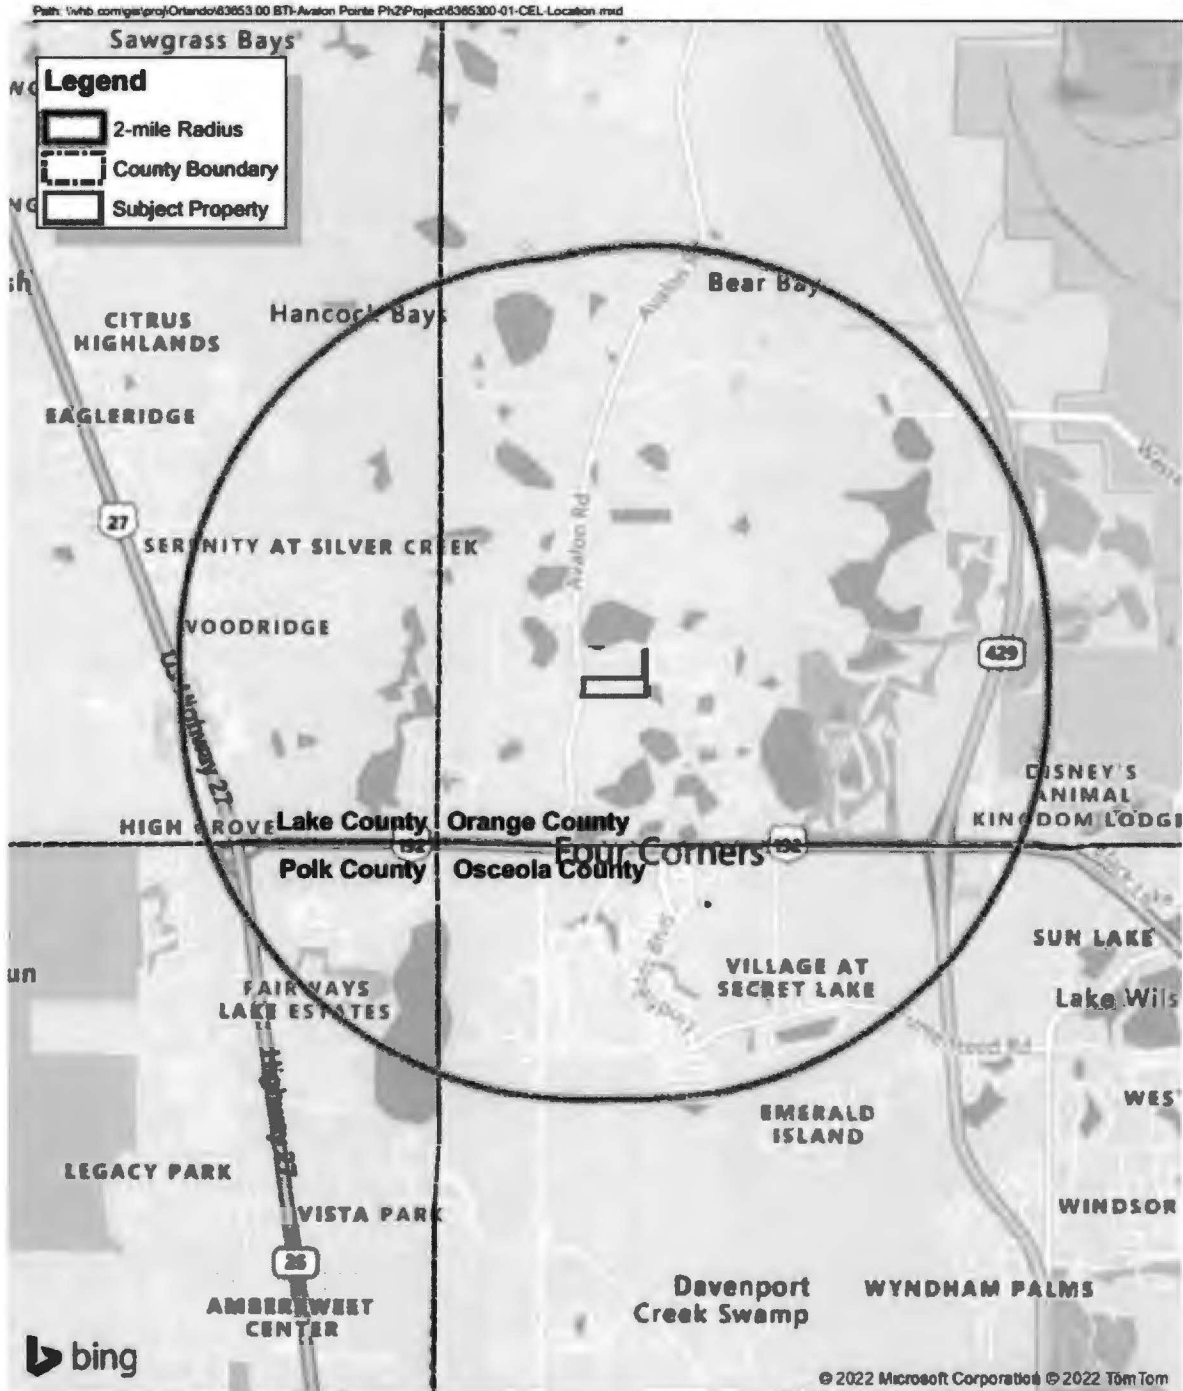 Path: \\vhb.com\gis\proj\Orlando\63653.00 BTI-Avalon Pointe Ph2\Project\6365300-01-CEL-Location.mxd
Sawgrass Bays
Legend
2-mile Radius
County Boundary
Subject Property
Avalon Rd
Bear Bay
Hancock Bays
CITRUS
HIGHLANDS
EAGLERIDGE
27
Avalon Rd
SERENITY AT SILVER CREEK
WOODRIDGE
429
US Highway 27
DISNEY'S
ANIMAL
KINGDOM LODGE
HIGH GROVE
Lake County
Orange County
192
192
Four Corners
Polk County
Osceola County
SUN LAKE
un
VILLAGE AT
SECRET LAKE
FAIRWAYS
LAKE ESTATES
Lake Wils
WES
EMERALD
ISLAND
Highway 27
LEGACY PARK
VISTA PARK
WINDSOR
25
Davenport
Creek Swamp
WYNDHAM PALMS
AMBERSWEET
CENTER
bing
© 2022 Microsoft Corporation © 2022 TomTom